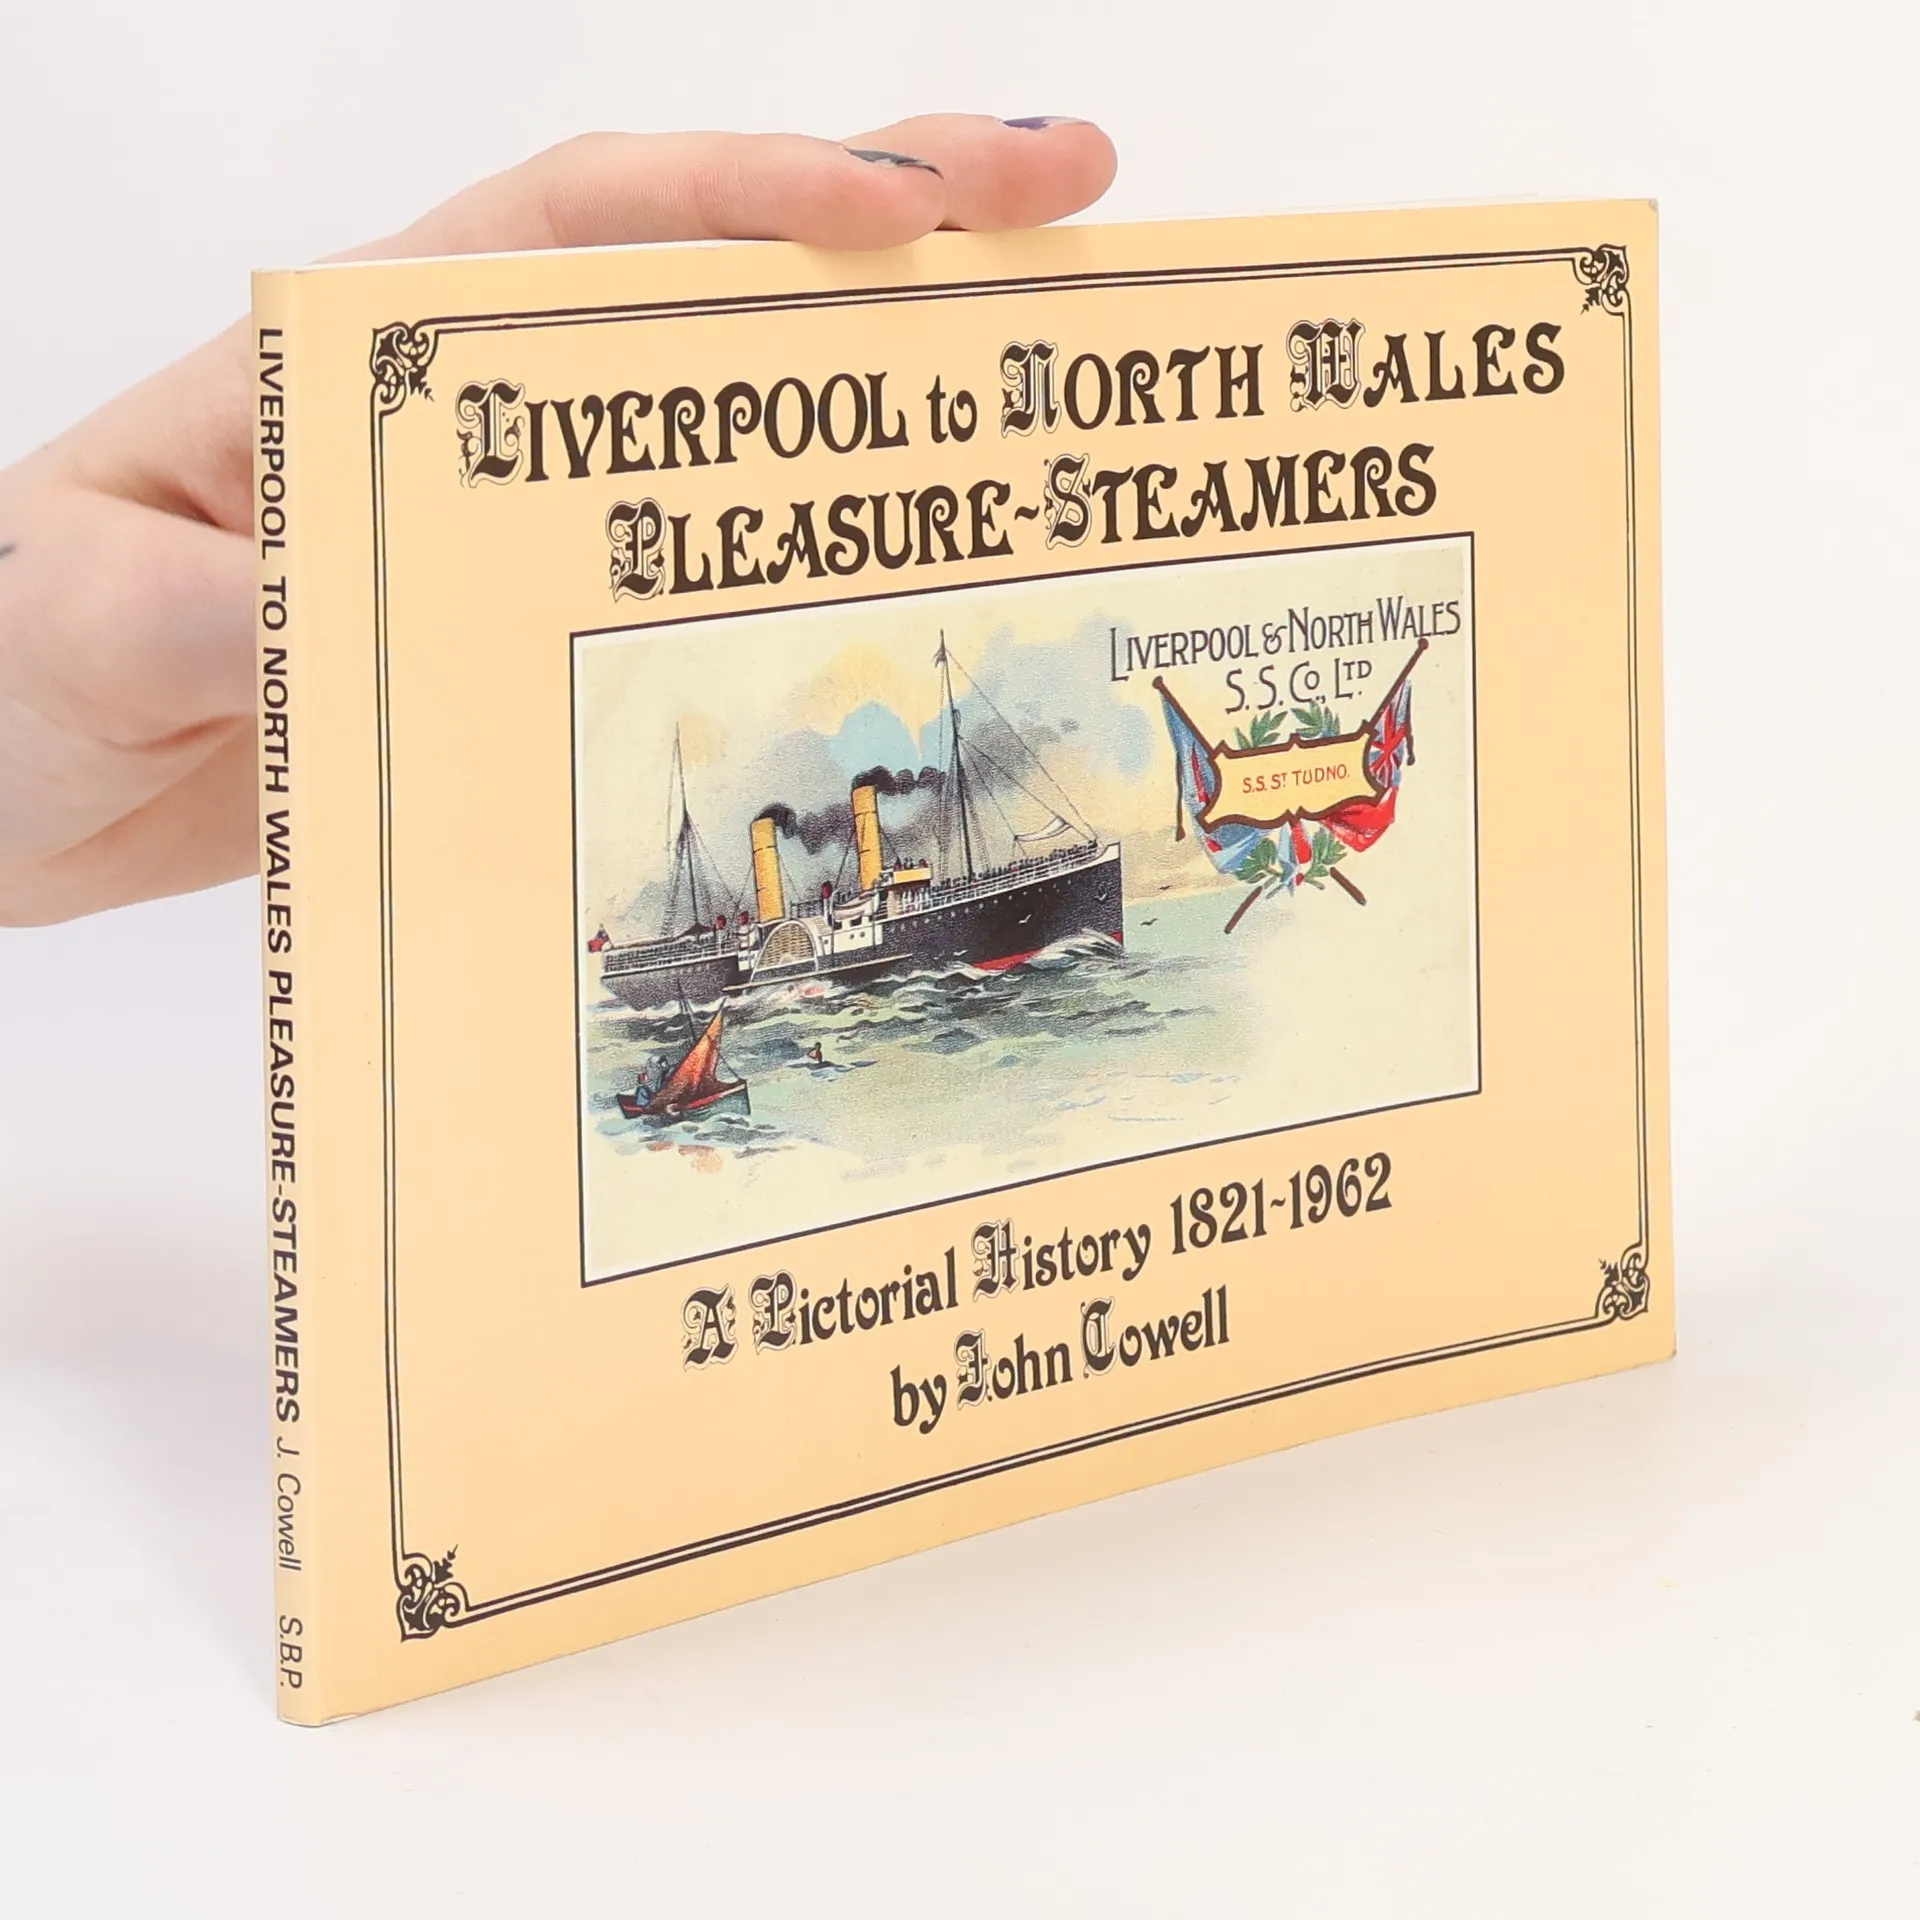 LIVERPOOL to NORTH WALES
PLEASURE-STEAMERS
LIVERPOOL & NORTH WALES
S. S. Co., LTD.
S.S. ST TUDNO.
A Pictorial History 1821-1962
by John Cowell
LIVERPOOL TO NORTH WALES PLEASURE-STEAMERS J. Cowell S.B.P.